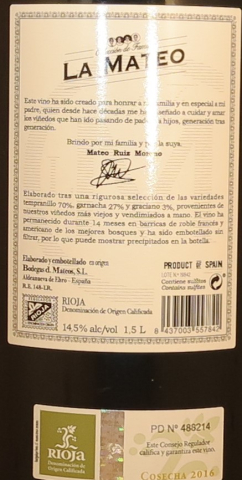 Colección de Familia
LA MATEO
Este vino ha sido creado para honrar a mi familia y en especial a mi
padre, quien desde hace décadas me ha enseñado a cuidar y amar
los viñedos que han ido pasando de padres a hijos, generación tras
generación.
Brindo por mi familia y por la suya.
Mateo Ruiz Moreno
Elaborado tras una rigurosa selección de las variedades
tempranillo 70%, garnacha 27% y graciano 3%, provenientes de
nuestros viñedos más viejos y vendimiados a mano. El vino ha
permanecido durante 14 meses en barricas de roble francés y
americano de los mejores bosques y ha sido embotellado sin
filtrar, por lo que puede mostrar precipitados en la botella.
Elaborado y embotellado en origen
Bodegas d. Mateos, S.L.
Aldeanueva de Ebro - España
PRODUCT OF SPAIN
Contiene sulfitos
Contains sulfites
RIOJA
Denominación de Origen Calificada
14,5% alc/vol 1,5 L
8 437003 557842
RIOJA
Denominación de
Origen Calificada
PD Nº 488214
Este Consejo Regulador
califica y garantiza este vino.
COSECHA 2016